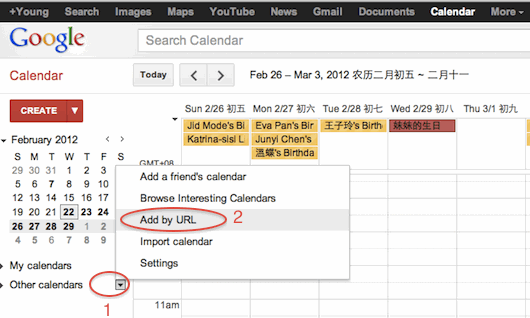 +Young Search Images Maps YouTube News Gmail Documents Calendar More
Google
Search Calendar
Calendar
Today
Feb 26 – Mar 3, 2012 农历二月初五 ~ 二月十一
CREATE
Sun 2/26 初五 Mon 2/27 初六 Tue 2/28 初七 Wed 2/29 初八 Thu 3/1 初九
Jid Mode's Bi Eva Pan's Bir 王子玲's Birth 妹妹的生日
Katrina-sisl L Junyi Chen's
溫蝶's Birthda
GMT+08
February 2012
S M T W T F S
29 30 31 1 2 3
5 6 7 8 9 10
12 13 14 15 16 17
19 20 21 22 23 24
26 27 28 29 1 2
4 5 6 7 8 9
Add a friend's calendar
Browse Interesting Calendars
Add by URL 2
Import calendar
Settings
My calendars
Other calendars
1
11am